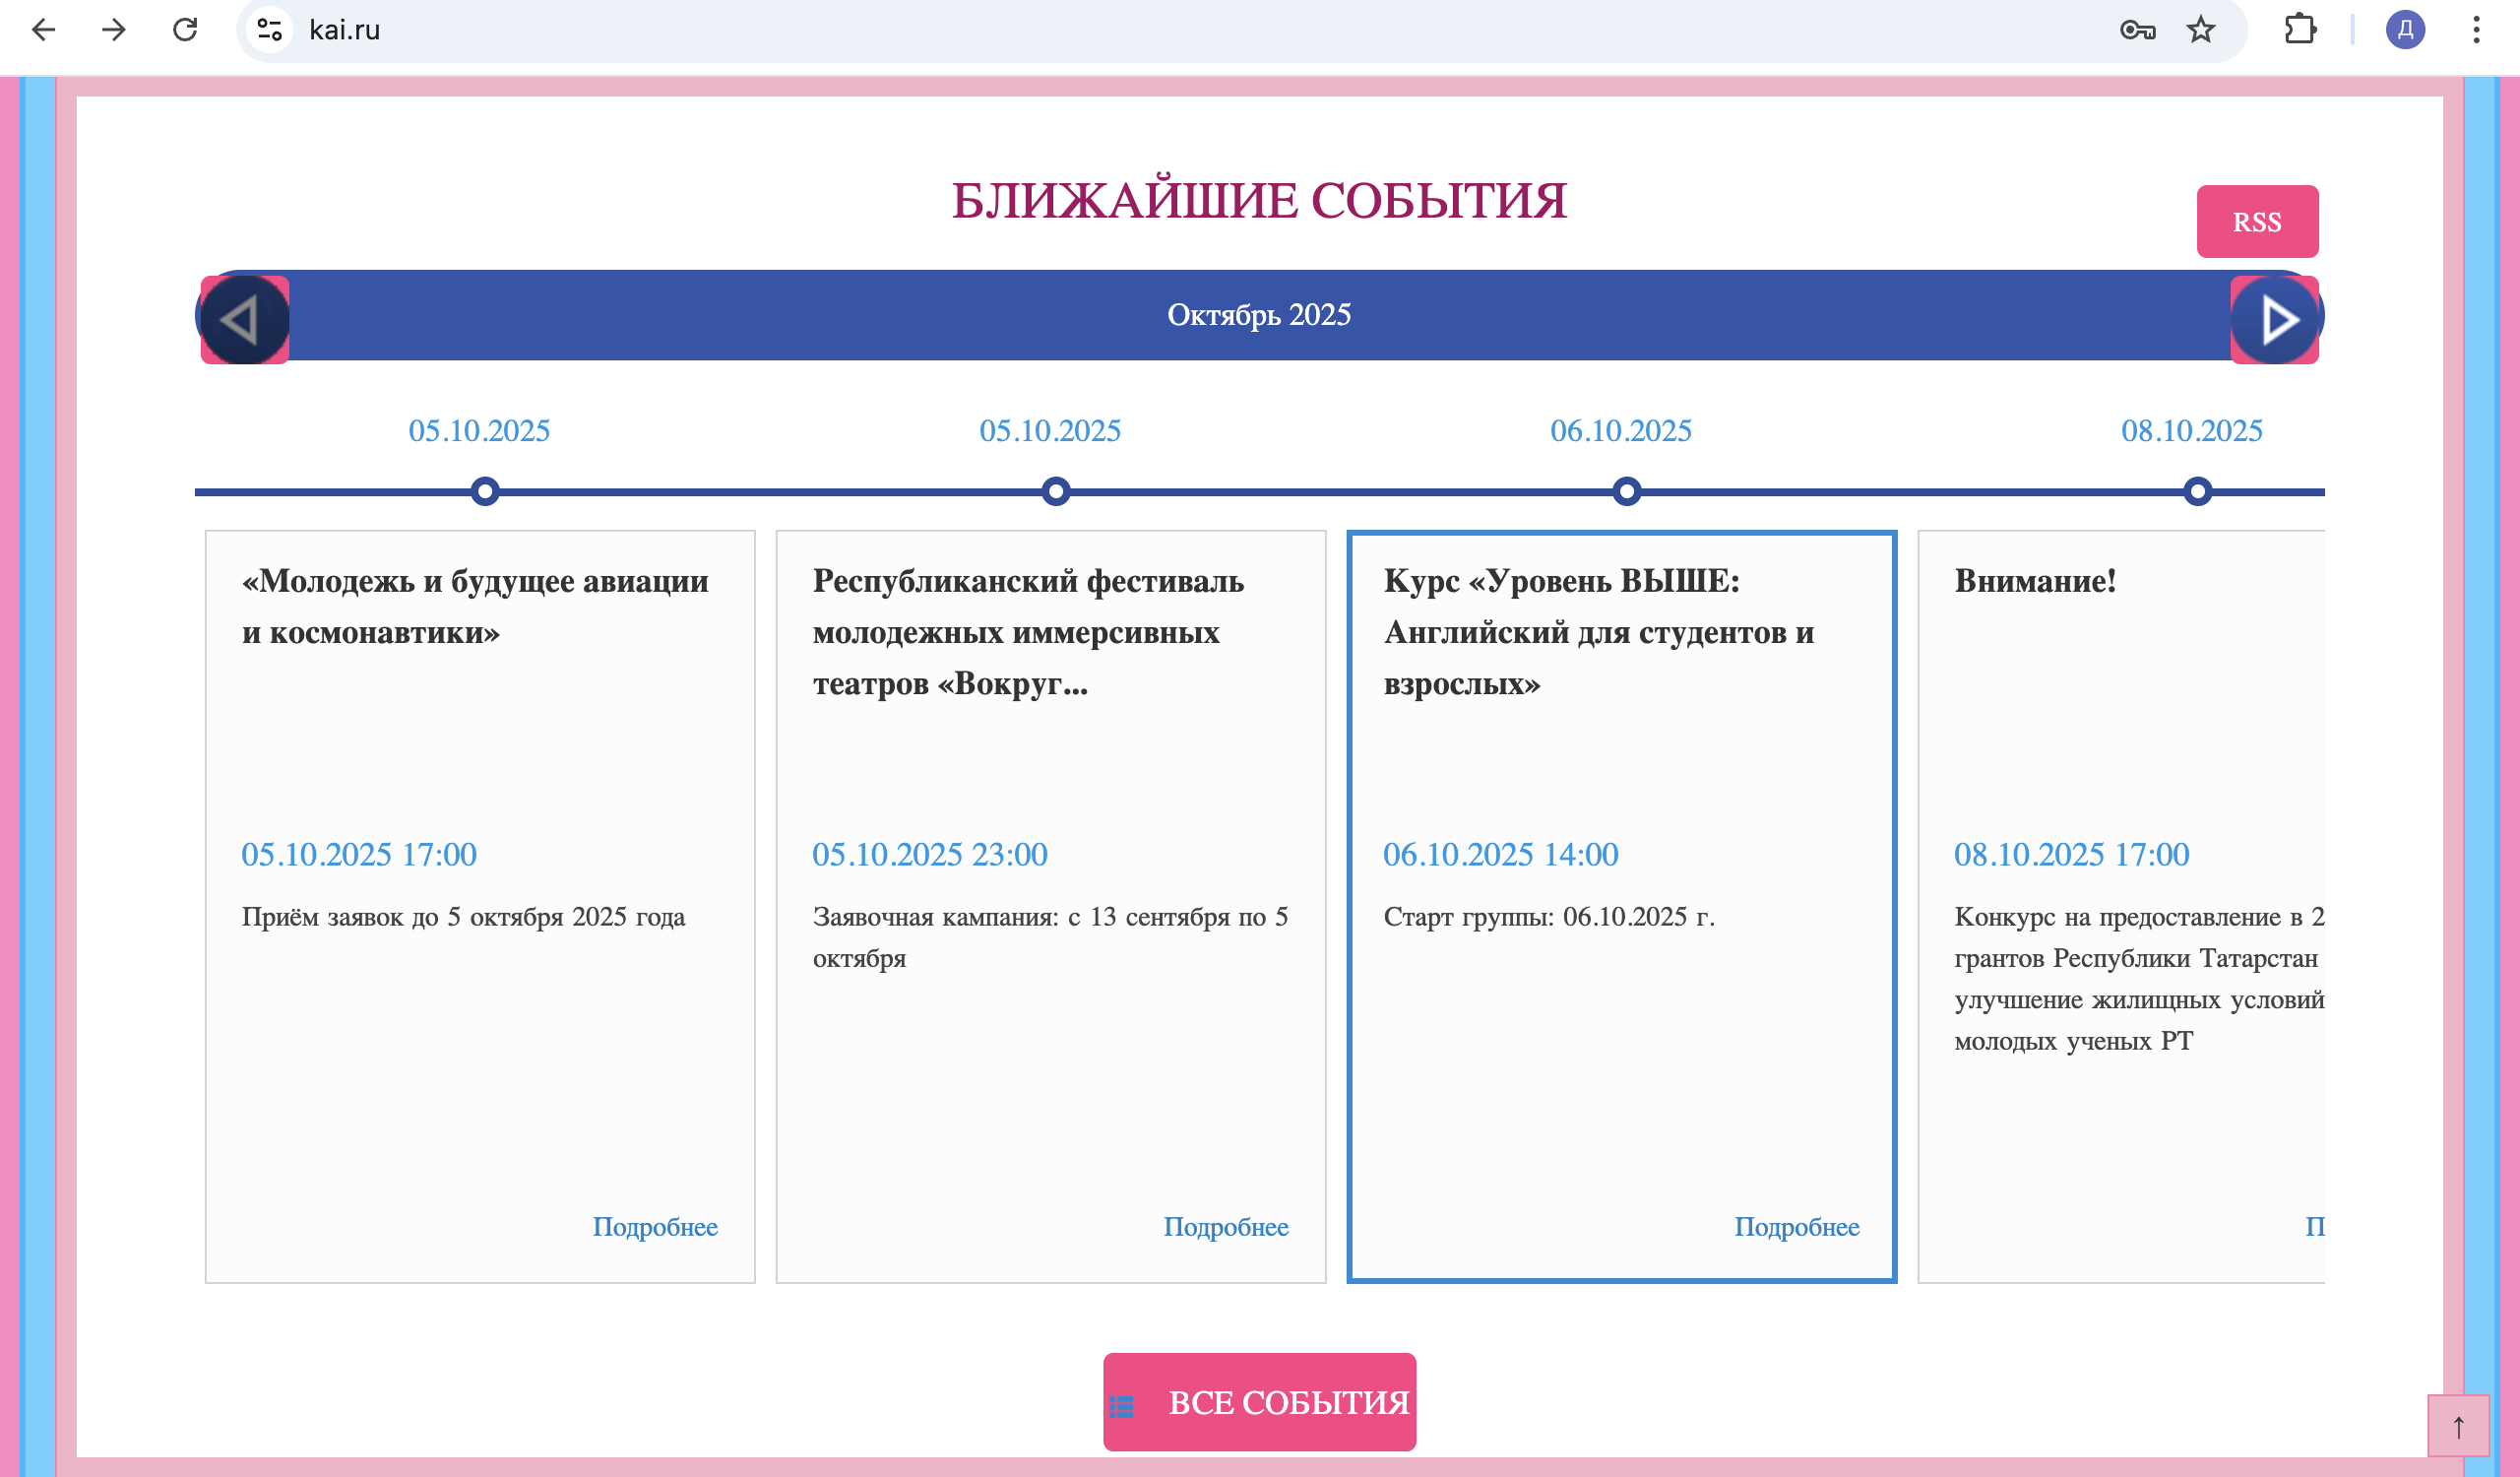 kai.ru
Д
БЛИЖАЙШИЕ СОБЫТИЯ
RSS
Октябрь 2025
05.10.2025
05.10.2025
06.10.2025
08.10.2025
«Молодежь и будущее авиации
и космонавтики»
05.10.2025 17:00
Приём заявок до 5 октября 2025 года
Подробнее
Республиканский фестиваль
молодежных иммерсивных
театров «Вокруг...
05.10.2025 23:00
Заявочная кампания: с 13 сентября по 5
октября
Подробнее
Курс «Уровень ВЫШЕ:
Английский для студентов и
взрослых»
06.10.2025 14:00
Старт группы: 06.10.2025 г.
Подробнее
Внимание!
08.10.2025 17:00
Конкурс на предоставление в 2
грантов Республики Татарстан
улучшение жилищных условий
молодых ученых РТ
П
ВСЕ СОБЫТИЯ
↑